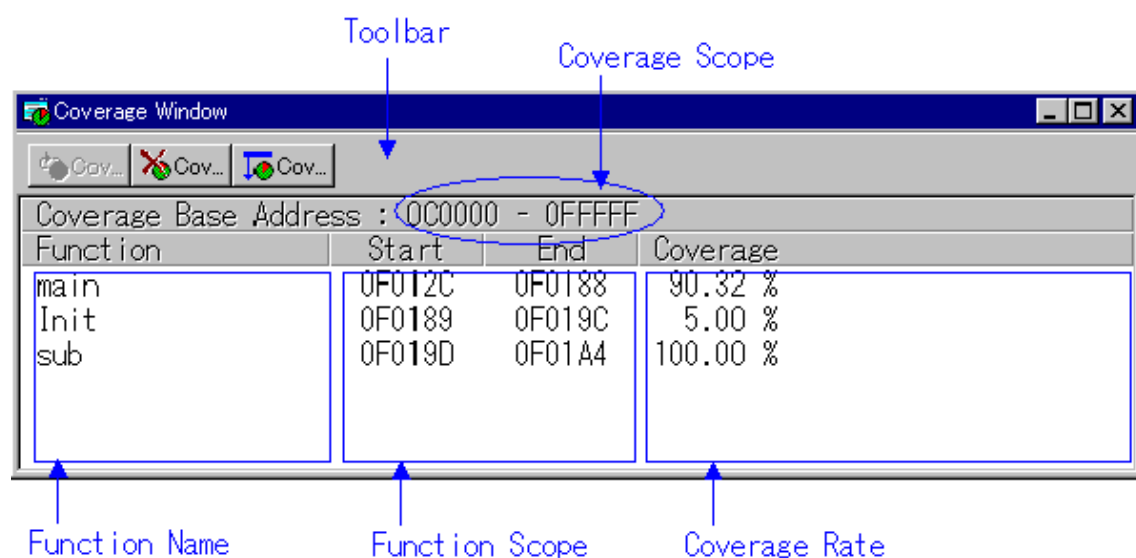 Toolbar
Coverage Scope
Coverage Window
Cov... Cov... Cov...
Coverage Base Address : 0C0000 - 0FFFFF
Function Start End Coverage
main 0F012C 0F0188 90.32 %
Init 0F0189 0F019C 5.00 %
sub 0F019D 0F01A4 100.00 %
Function Name Function Scope Coverage Rate